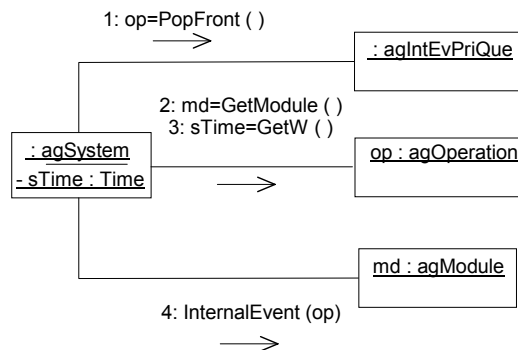 1: op=PopFront ( )
: agIntEvPriQue
2: md=GetModule ( )
3: sTime=GetW ( )
: agSystem
- sTime : Time
op : agOperation
md : agModule
4: InternalEvent (op)